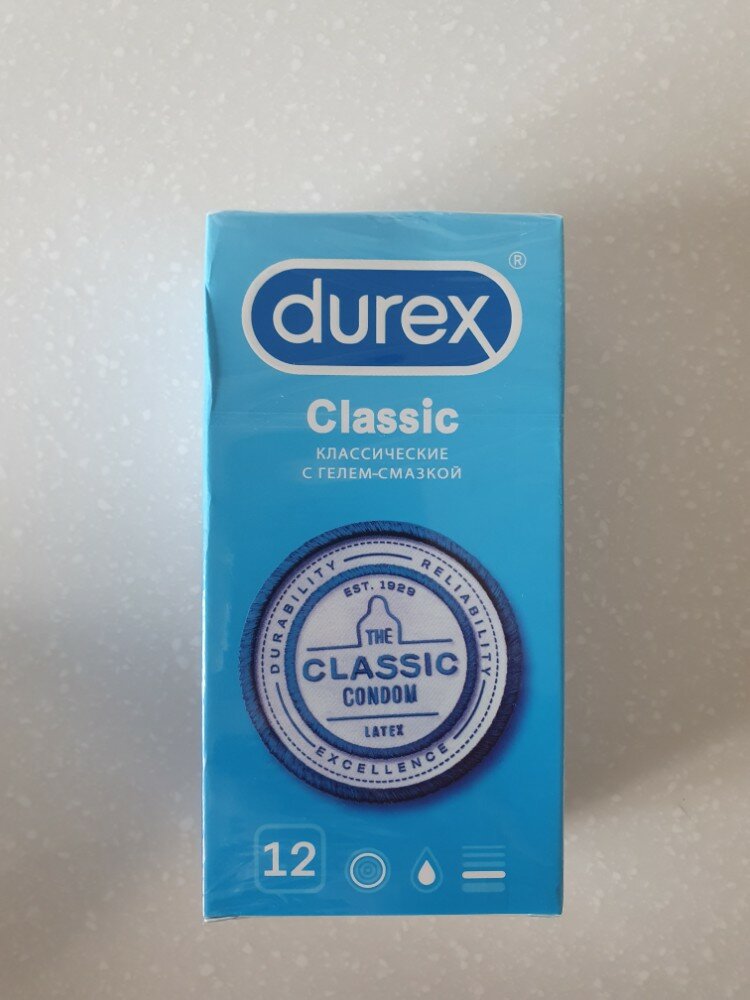 durex®
Classic
КЛАССИЧЕСКИЕ
С ГЕЛЕМ-СМАЗКОЙ
DURABILITY
RELIABILITY
EST. 1929
THE
CLASSIC
CONDOM
LATEX
EXCELLENCE
12